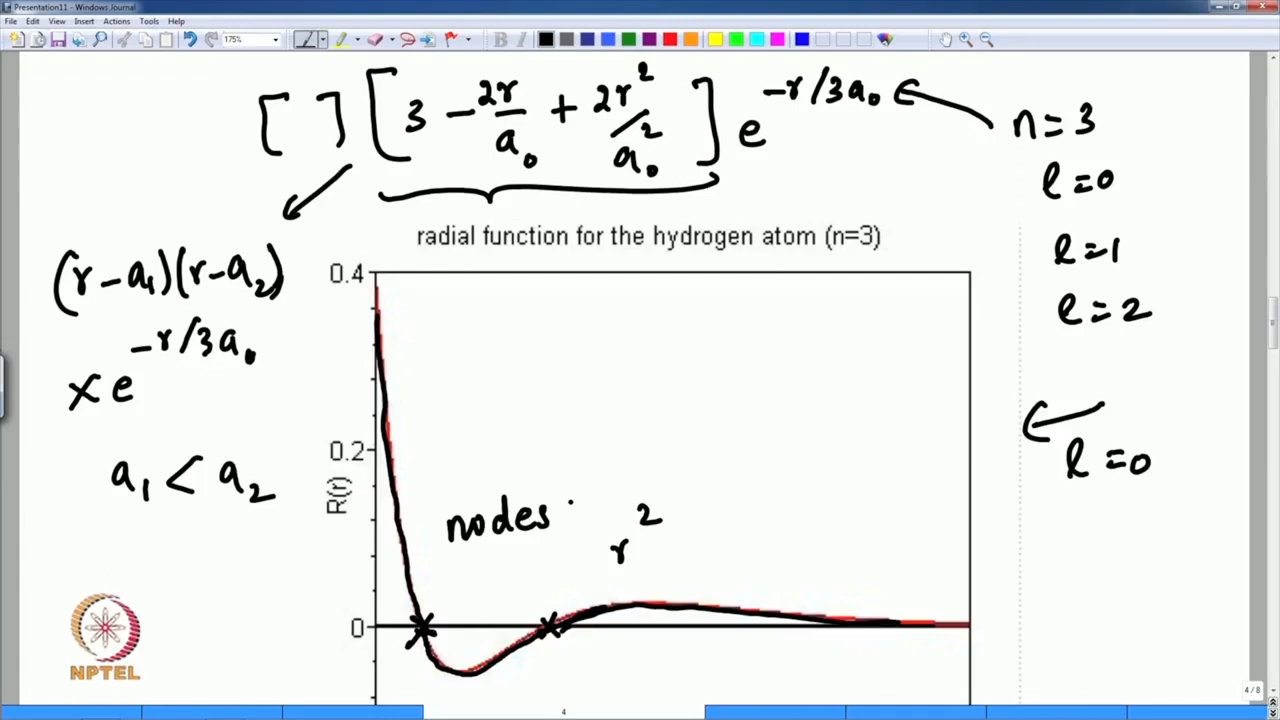 Presentation11 - Windows Journal
File Edit View Insert Actions Tools Help
175%
B I
[ ] [3 - 2r/a₀ + 2r²/a₀²] e^(-r/3a₀)
n=3
l=0
l=1
l=2
l=0
radial function for the hydrogen atom (n=3)
(r-a₁)(r-a₂)
× e^(-r/3a₀)
a₁ < a₂
0.4
0.2
0
R(r)
nodes
r²
NPTEL
4
4/8